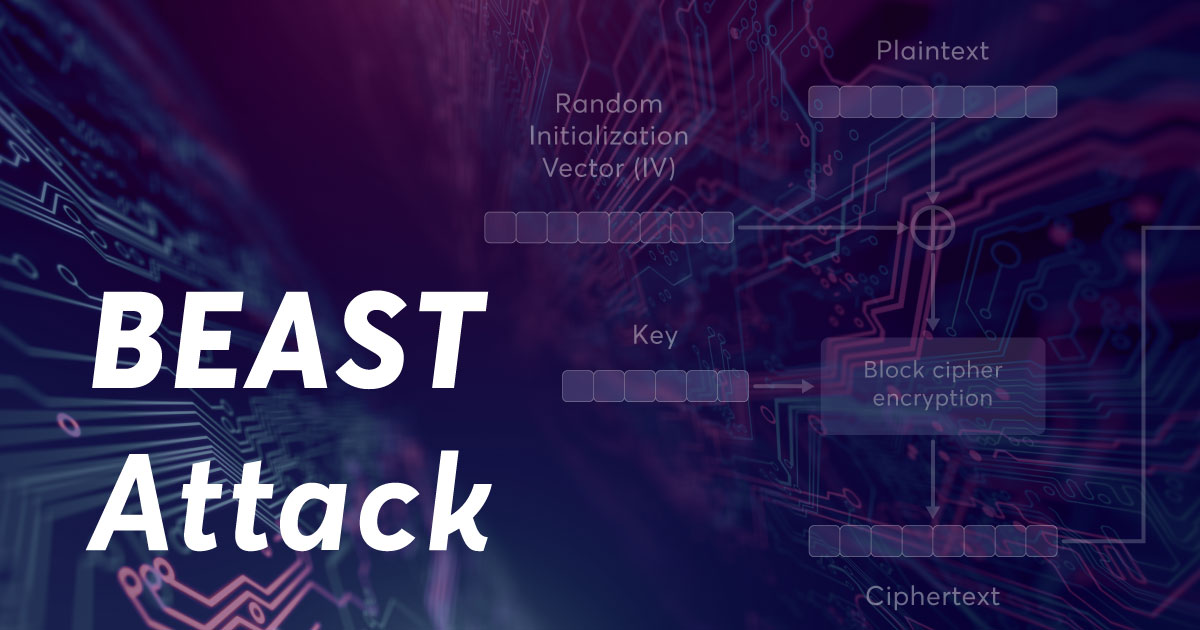 BEAST
Attack
Random
Initialization
Vector (IV)
Plaintext
Key
Block cipher
encryption
Ciphertext